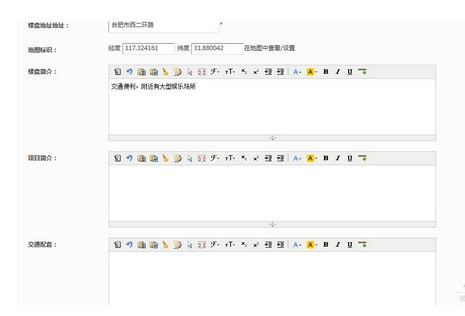 楼盘地址地址：合肥市西二环路 *
地图标识：经度 117.324161 纬度 31.880042 在地图中查看/设置
楼盘简介：
交通便利，附近有大型娱乐场所
项目简介：
交通配套：